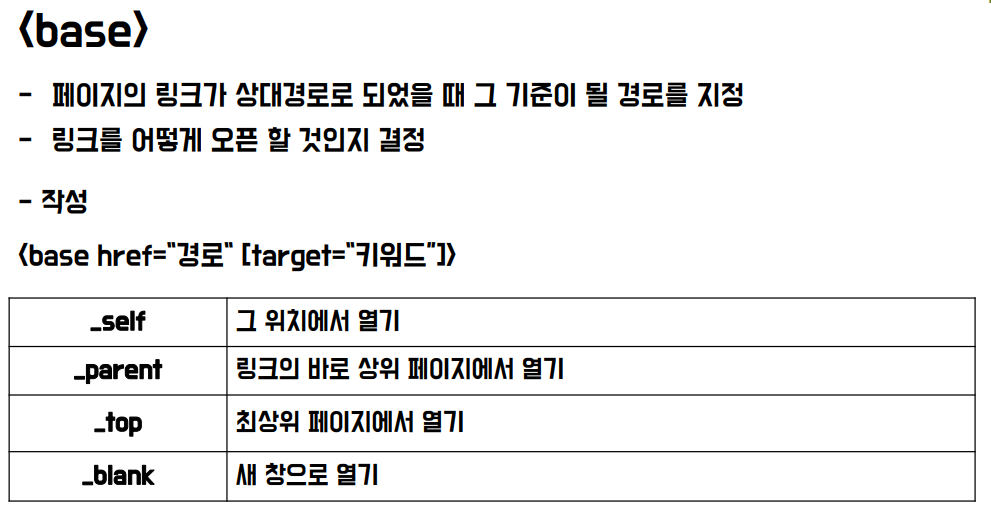 <base>
- 페이지의 링크가 상대경로로 되었을 때 그 기준이 될 경로를 지정
- 링크를 어떻게 오픈 할 것인지 결정
- 작성
<base href="경로" [target="키워드"]>
_self 그 위치에서 열기
_parent 링크의 바로 상위 페이지에서 열기
_top 최상위 페이지에서 열기
_blank 새 창으로 열기